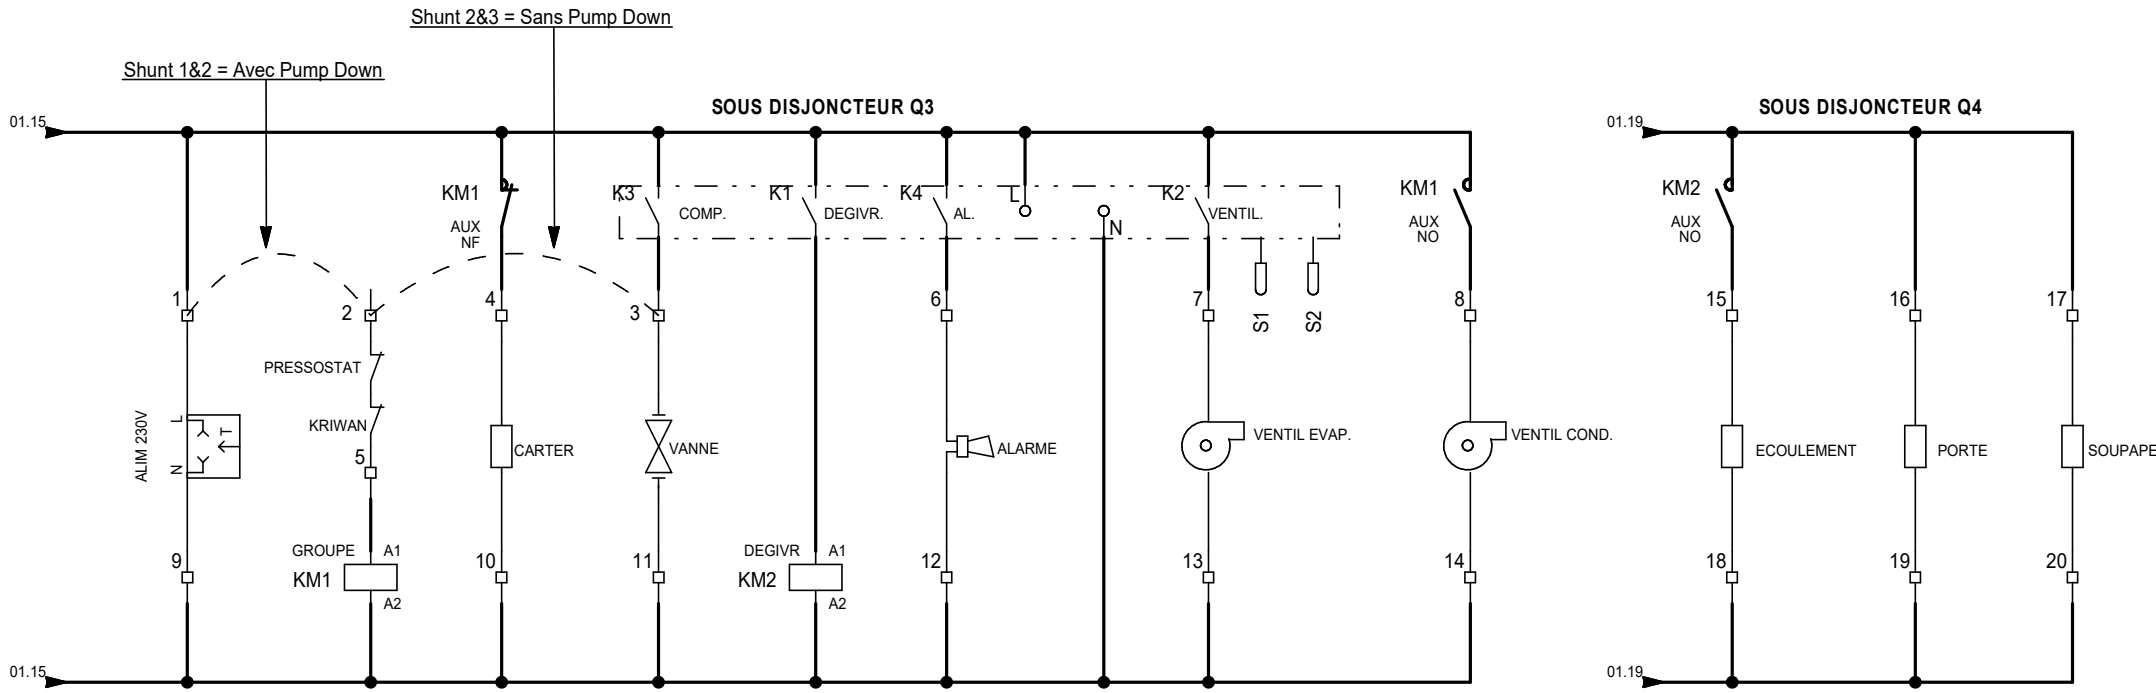 Shunt 2&3 = Sans Pump Down
Shunt 1&2 = Avec Pump Down
SOUS DISJONCTEUR Q3
SOUS DISJONCTEUR Q4
01.15
01.19
KM1
AUX
NF
K3
COMP.
K1
DEGIVR.
K4
AL.
L
N
K2
VENTIL.
KM1
AUX
NO
KM2
AUX
NO
1
2
4
3
6
7
S1
S2
8
15
16
17
PRESSOSTAT
KRIWAN
5
ALIM 230V
L
N
T
CARTER
VANNE
ALARME
VENTIL EVAP.
VENTIL COND.
ECOULEMENT
PORTE
SOUPAPE
9
GROUPE
KM1
A1
A2
10
11
DEGIVR
KM2
A1
A2
12
13
14
18
19
20
01.15
01.19